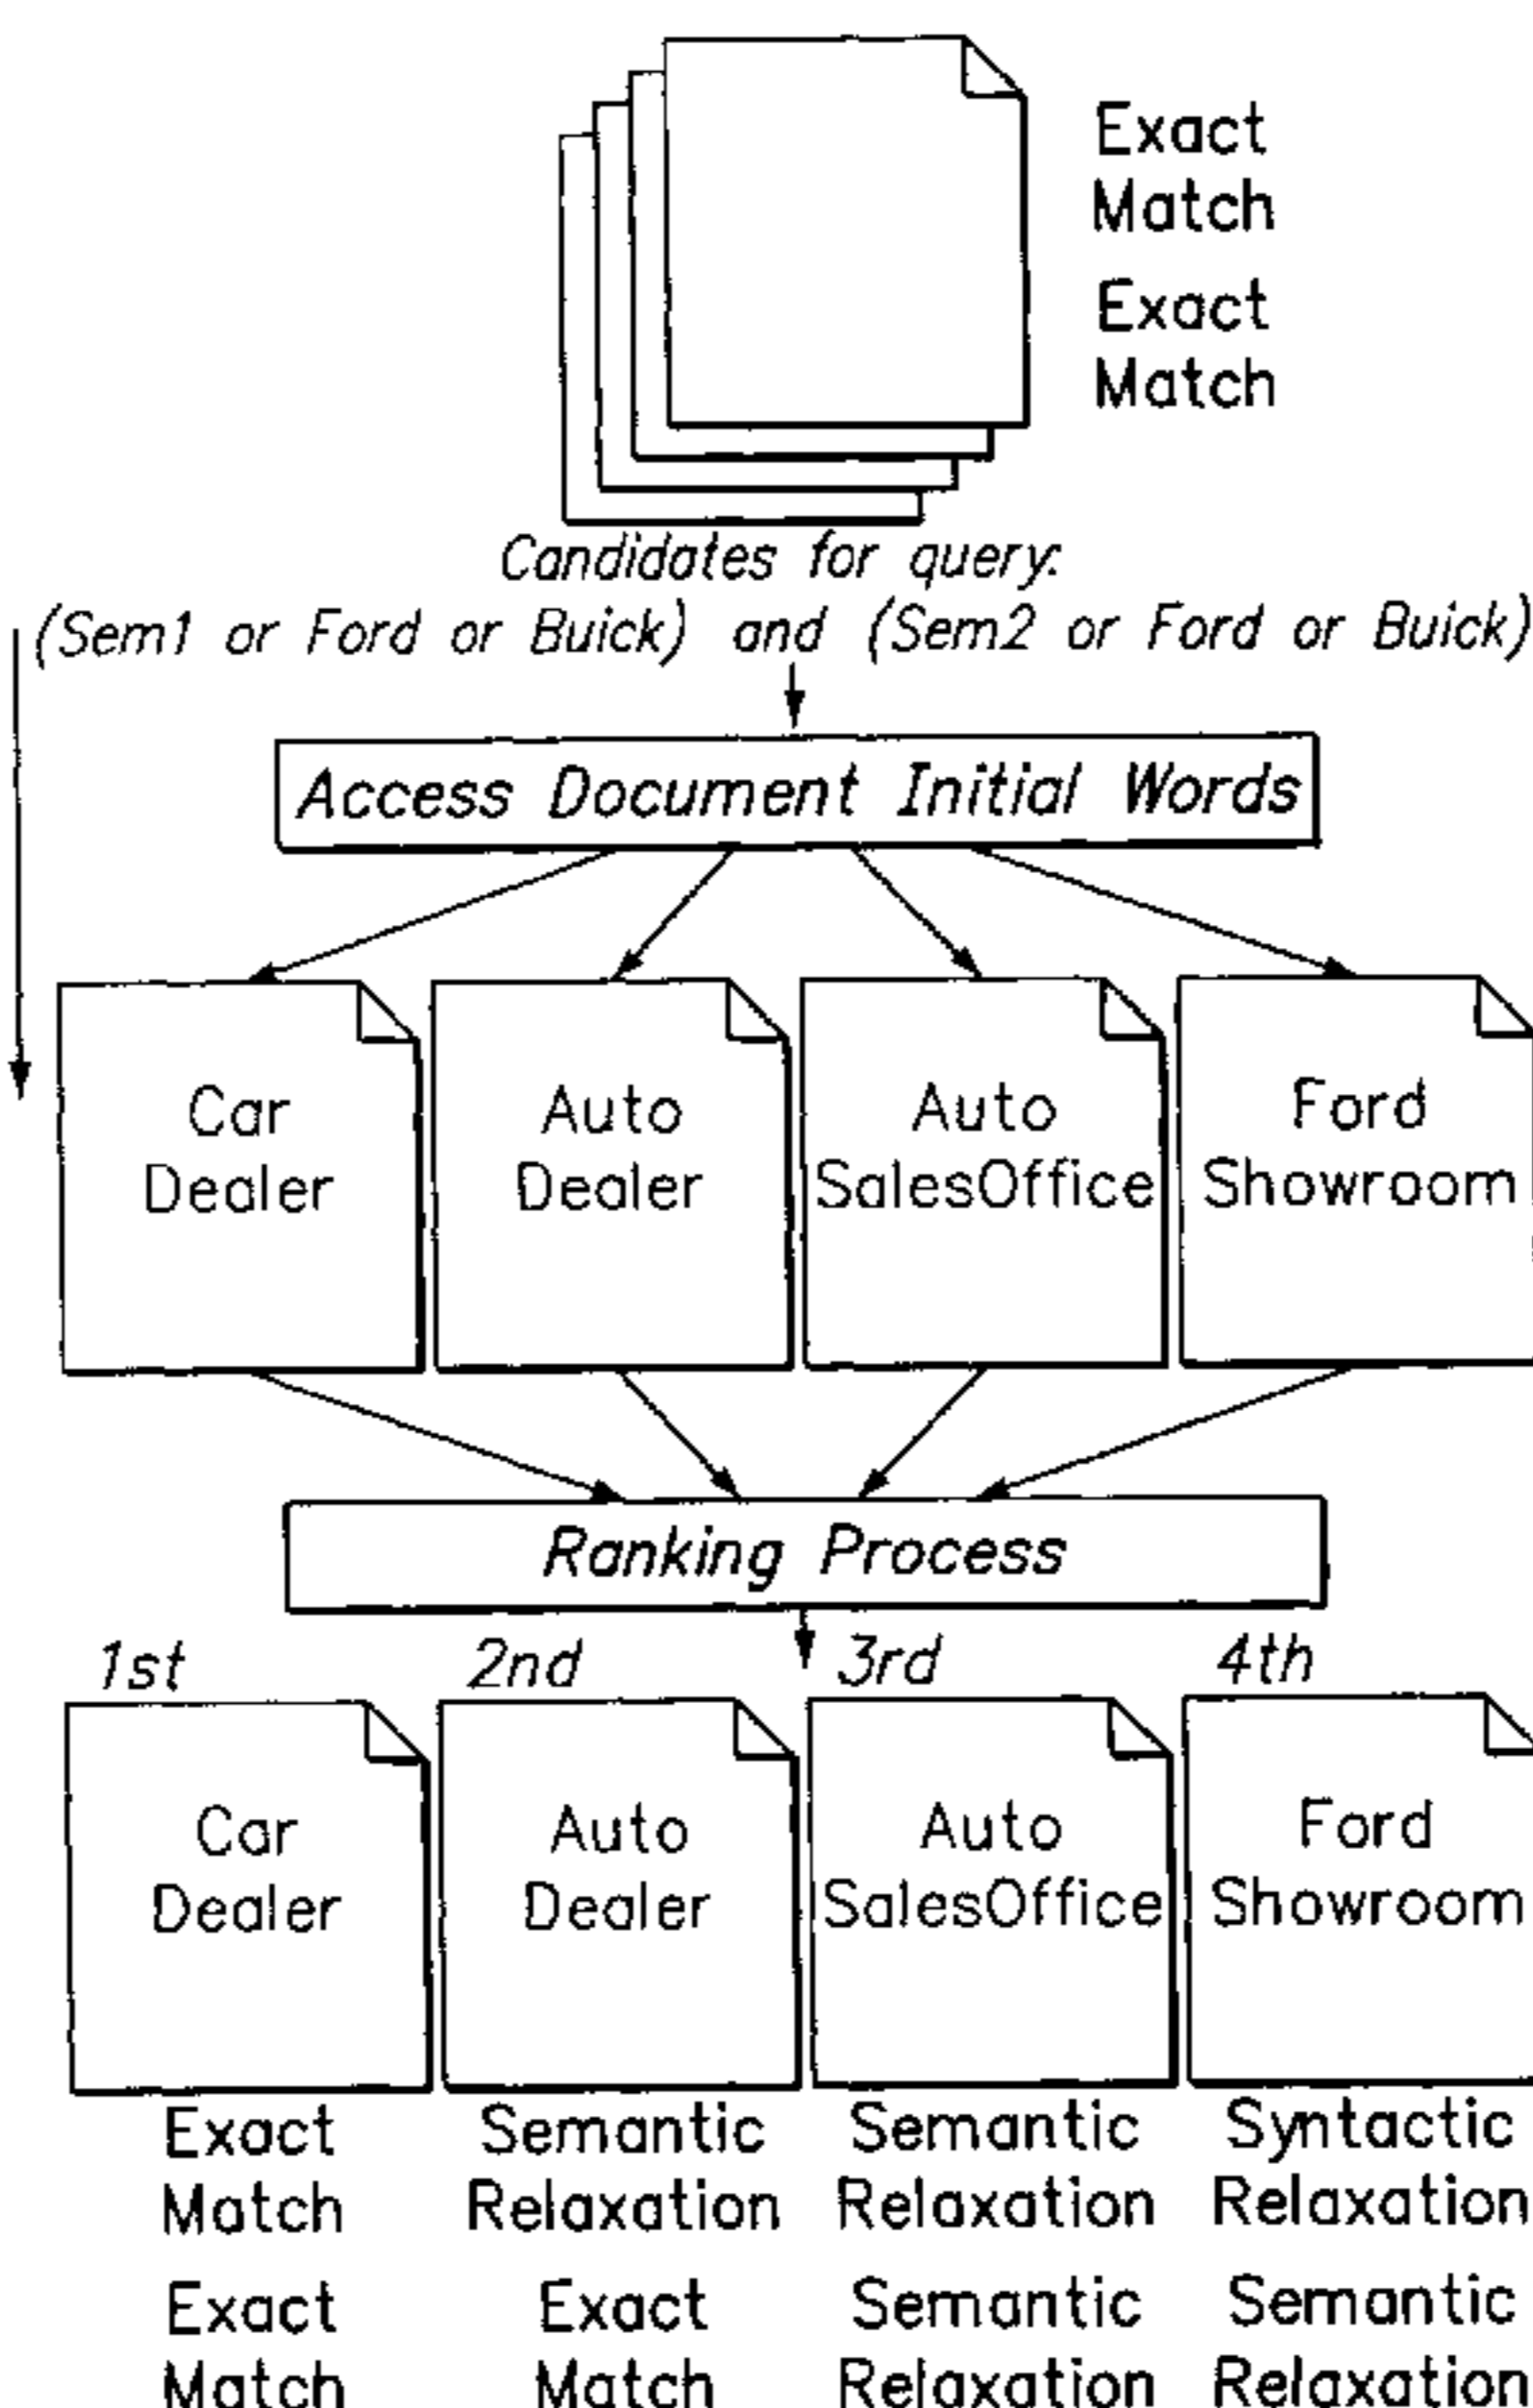 Exact
Match
Exact
Match
Candidates for query:
(Sem1 or Ford or Buick) and (Sem2 or Ford or Buick)
Access Document Initial Words
Car
Dealer
Auto
Dealer
Auto
SalesOffice
Ford
Showroom
Ranking Process
1st
2nd
3rd
4th
Car
Dealer
Auto
Dealer
Auto
SalesOffice
Ford
Showroom
Exact
Match
Semantic
Relaxation
Semantic
Relaxation
Syntactic
Relaxation
Exact
Match
Exact
Match
Semantic
Relaxation
Semantic
Relaxation